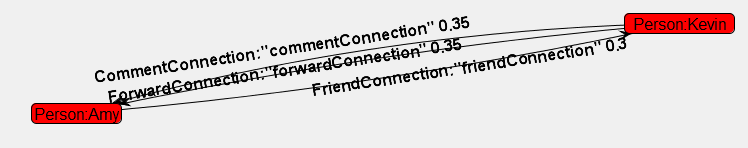 Person:Kevin
CommentConnection:"commentConnection" 0.35
ForwardConnection:"forwardConnection" 0.35
FriendConnection:"friendConnection" 0.3
Person:Amy